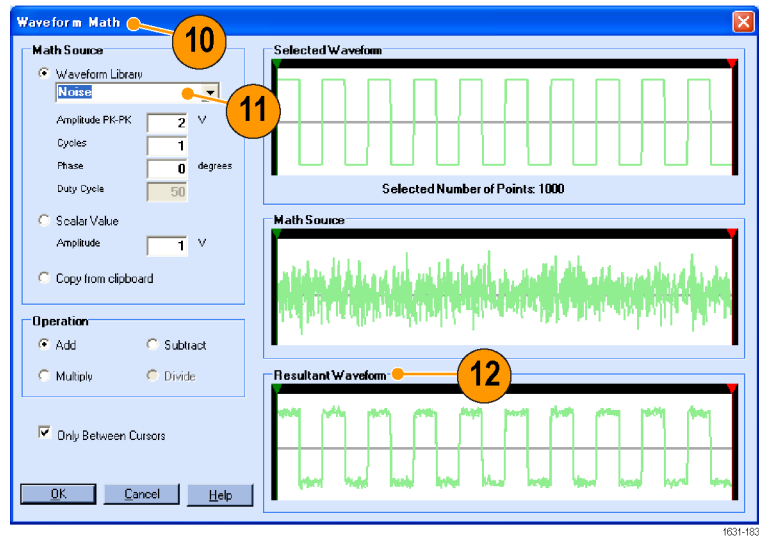 Waveform Math
10
Math Source
Waveform Library
Noise
11
Amplitude PK-PK 2 V
Cycles 1
Phase 0 degrees
Duty Cycle 50
Scalar Value
Amplitude 1 V
Copy from clipboard
Operation
Add Subtract
Multiply Divide
Only Between Cursors
OK Cancel Help
Selected Waveform
Selected Number of Points: 1000
Math Source
Resultant Waveform
12
1631-183